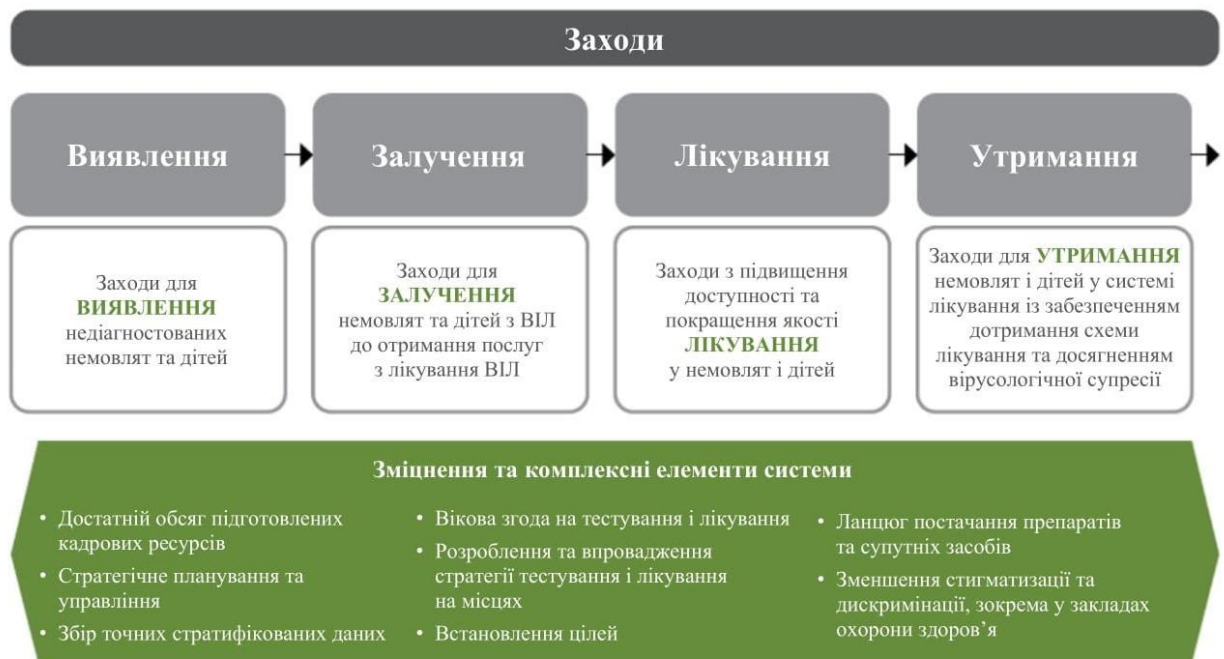 Заходи
Виявлення
Залучення
Лікування
Утримання
Заходи для
ВИЯВЛЕННЯ
недіагностованих
немовлят та дітей
Заходи для
ЗАЛУЧЕННЯ
немовлят та дітей з ВІЛ
до отримання послуг
з лікування ВІЛ
Заходи з підвищення
доступності та
покращення якості
ЛІКУВАННЯ
у немовлят і дітей
Заходи для УТРИМАННЯ
немовлят і дітей у системі
лікування із забезпеченням
дотримання схеми
лікування та досягненням
вірусологічної супресії
Зміцнення та комплексні елементи системи
• Достатній обсяг підготовлених
кадрових ресурсів
• Стратегічне планування та
управління
• Збір точних стратифікованих даних
• Вікова згода на тестування і лікування
• Розроблення та впровадження
стратегії тестування і лікування
на місцях
• Встановлення цілей
• Ланцюг постачання препаратів
та супутніх засобів
• Зменшення стигматизації та
дискримінації, зокрема у закладах
охорони здоров’я